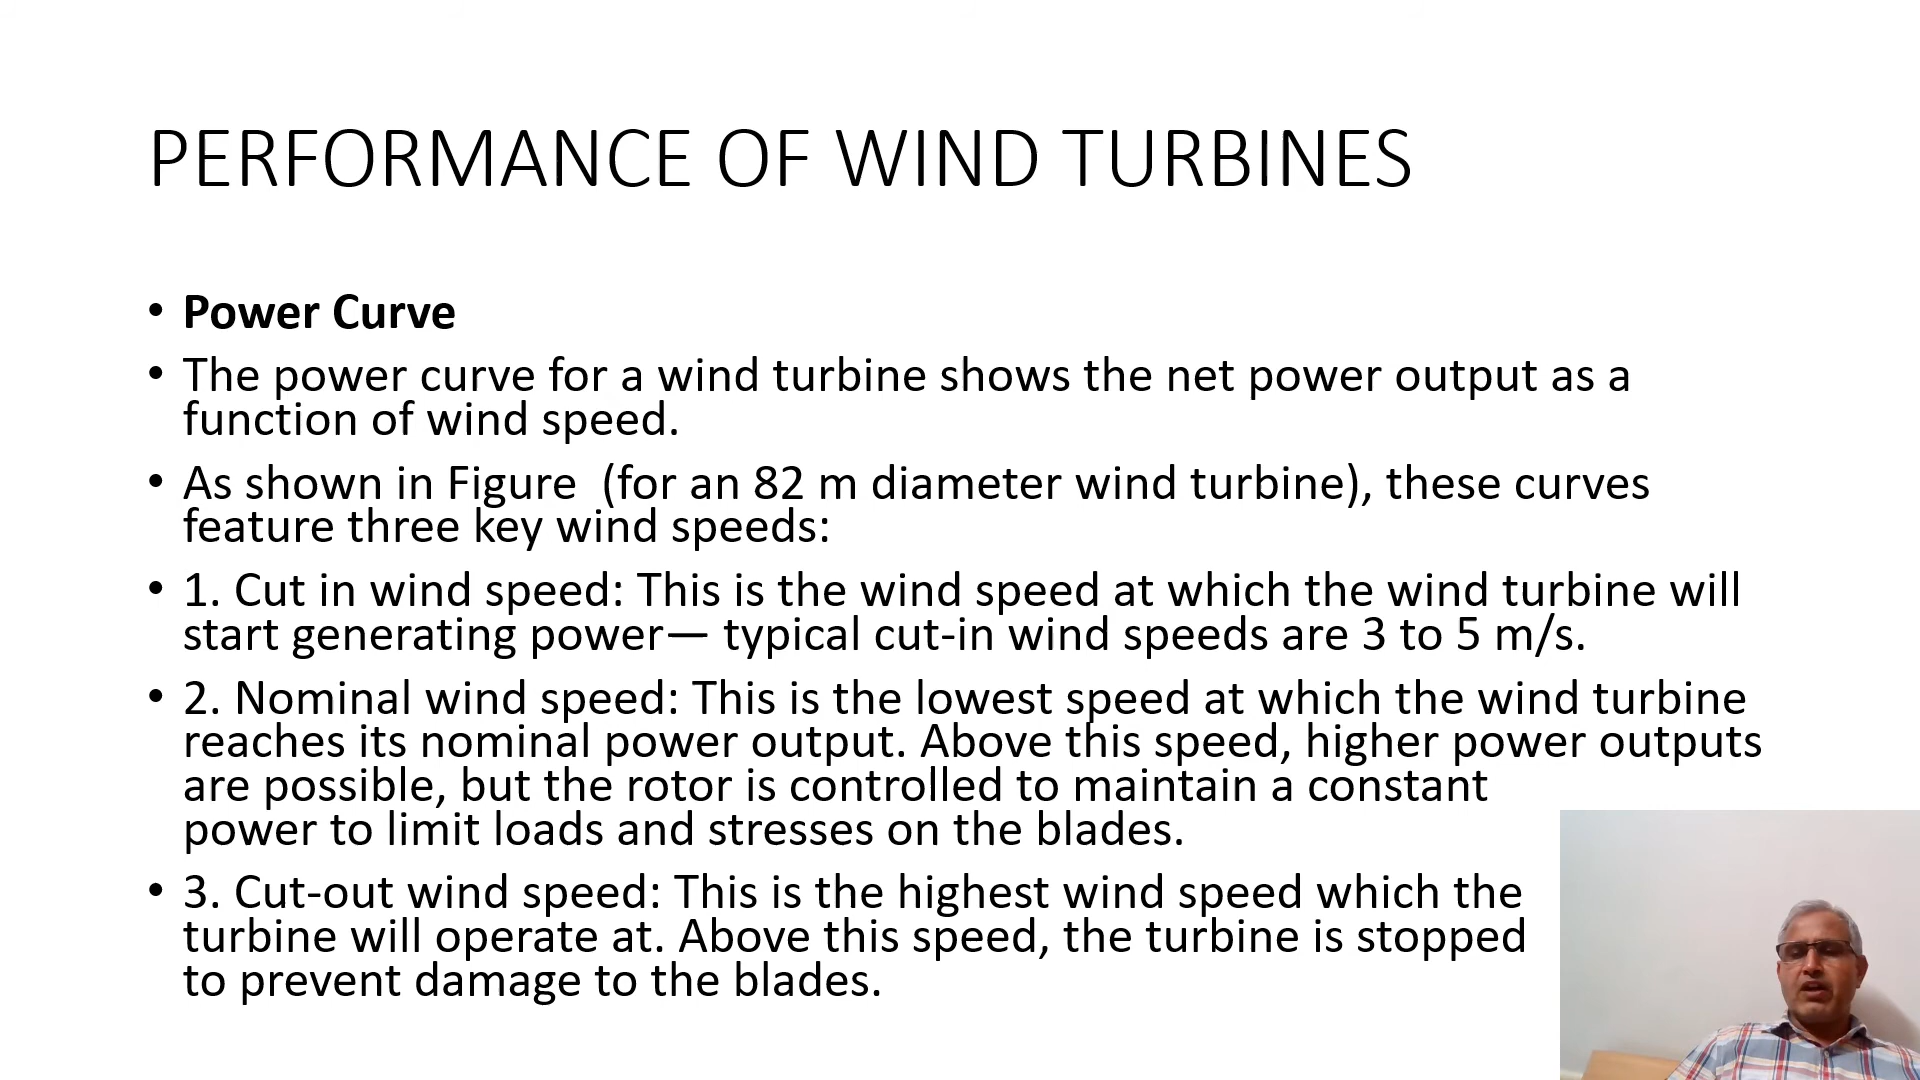 PERFORMANCE OF WIND TURBINES
• Power Curve
• The power curve for a wind turbine shows the net power output as a
function of wind speed.
• As shown in Figure  (for an 82 m diameter wind turbine), these curves
feature three key wind speeds:
• 1. Cut in wind speed: This is the wind speed at which the wind turbine will
start generating power— typical cut-in wind speeds are 3 to 5 m/s.
• 2. Nominal wind speed: This is the lowest speed at which the wind turbine
reaches its nominal power output. Above this speed, higher power outputs
are possible, but the rotor is controlled to maintain a constant
power to limit loads and stresses on the blades.
• 3. Cut-out wind speed: This is the highest wind speed which the
turbine will operate at. Above this speed, the turbine is stopped
to prevent damage to the blades.